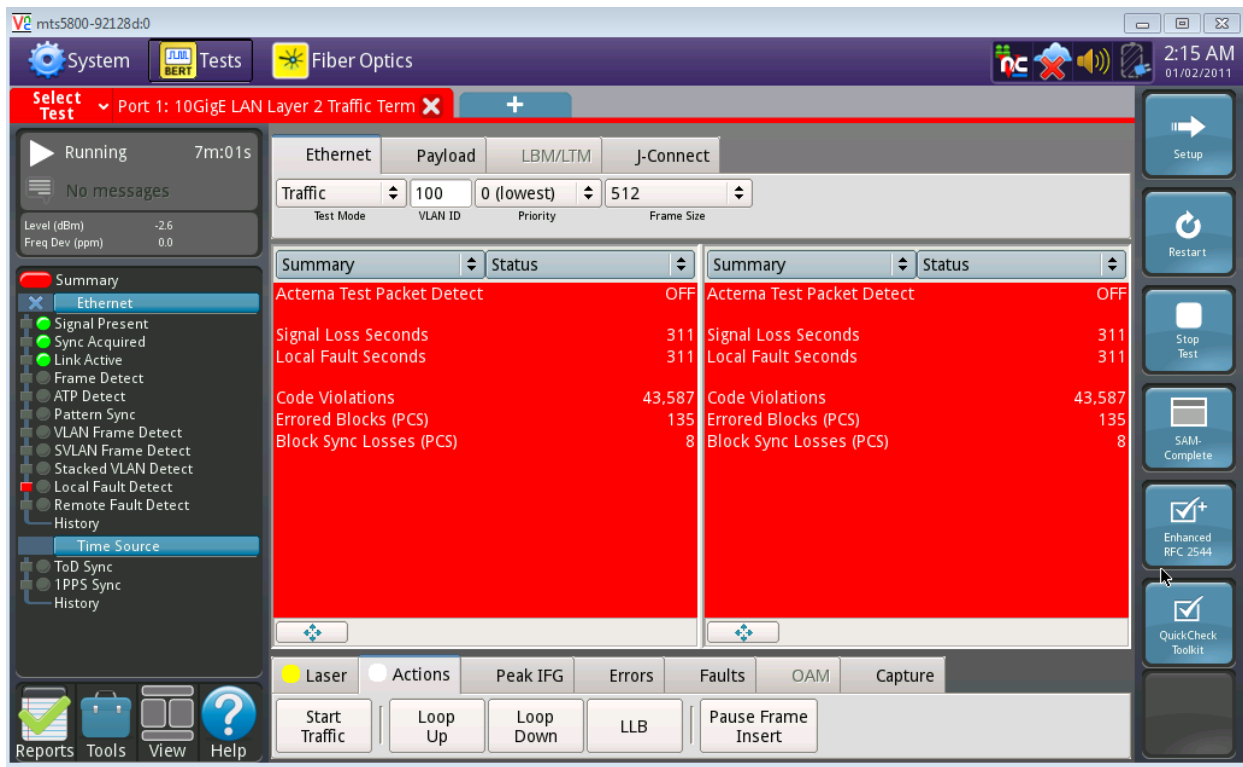 mts5800-92128d:0
System
BERT
Tests
Fiber Optics
2:15 AM
01/02/2011
Select
Test
Port 1: 10GigE LAN Layer 2 Traffic Term
+
Running 7m:01s
No messages
Level (dBm) -2.6
Freq Dev (ppm) 0.0
Summary
Ethernet
Signal Present
Sync Acquired
Link Active
Frame Detect
ATP Detect
Pattern Sync
VLAN Frame Detect
SVLAN Frame Detect
Stacked VLAN Detect
Local Fault Detect
Remote Fault Detect
History
Time Source
ToD Sync
1PPS Sync
History
Reports Tools View Help
Ethernet Payload LBM/LTM J-Connect
Traffic 100 0 (lowest) 512
Test Mode VLAN ID Priority Frame Size
Summary Status
Acterna Test Packet Detect OFF
Signal Loss Seconds 311
Local Fault Seconds 311
Code Violations 43,587
Errored Blocks (PCS) 135
Block Sync Losses (PCS) 8
Summary Status
Acterna Test Packet Detect OFF
Signal Loss Seconds 311
Local Fault Seconds 311
Code Violations 43,587
Errored Blocks (PCS) 135
Block Sync Losses (PCS) 8
Laser Actions Peak IFG Errors Faults OAM Capture
Start
Traffic
Loop
Up
Loop
Down
LLB
Pause Frame
Insert
Setup
Restart
Stop
Test
SAM-
Complete
Enhanced
RFC 2544
QuickCheck
Toolkit